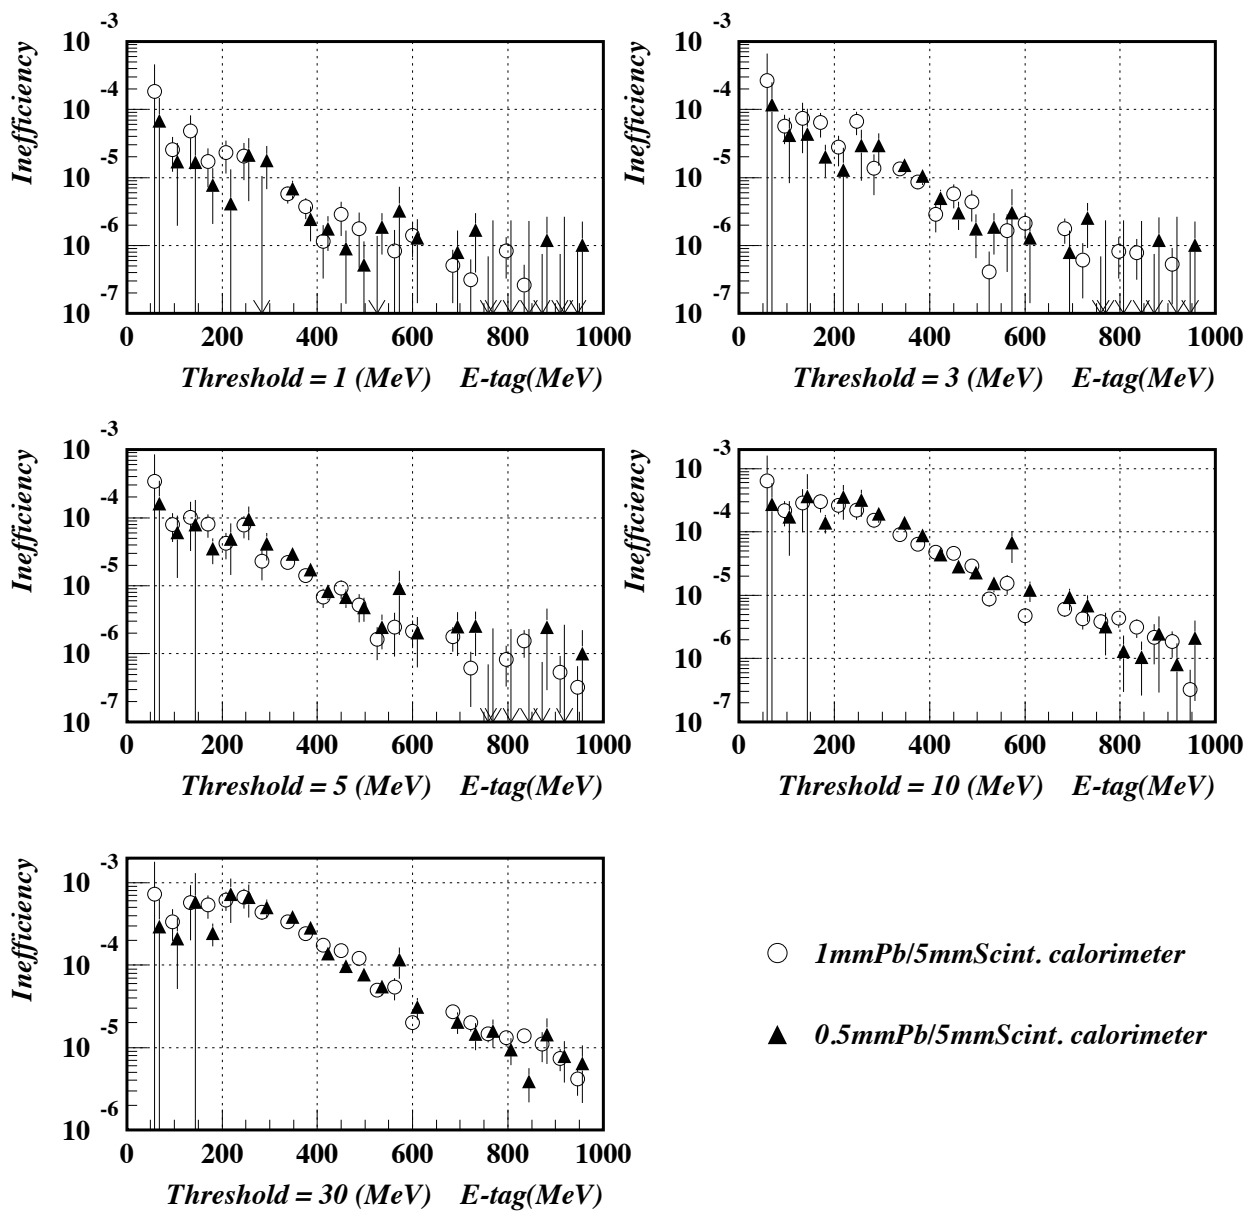 Inefficiency
10 -3
10 -4
10 -5
10 -6
10 -7
0 200 400 600 800 1000
Threshold = 1 (MeV) E-tag(MeV)
Inefficiency
10 -3
10 -4
10 -5
10 -6
10 -7
0 200 400 600 800 1000
Threshold = 3 (MeV) E-tag(MeV)
Inefficiency
10 -3
10 -4
10 -5
10 -6
10 -7
0 200 400 600 800 1000
Threshold = 5 (MeV) E-tag(MeV)
Inefficiency
10 -3
10 -4
10 -5
10 -6
10 -7
0 200 400 600 800 1000
Threshold = 10 (MeV) E-tag(MeV)
Inefficiency
10 -3
10 -4
10 -5
10 -6
0 200 400 600 800 1000
Threshold = 30 (MeV) E-tag(MeV)
1mmPb/5mmScint. calorimeter
0.5mmPb/5mmScint. calorimeter